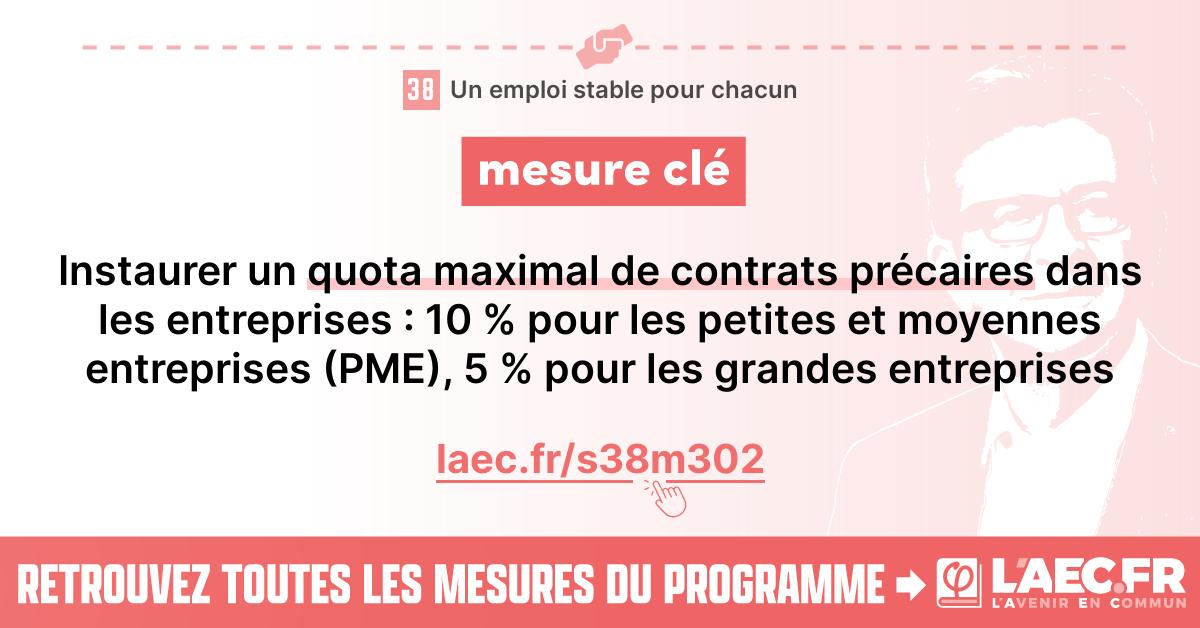 38 Un emploi stable pour chacun
mesure clé
Instaurer un quota maximal de contrats précaires dans
les entreprises : 10 % pour les petites et moyennes
entreprises (PME), 5 % pour les grandes entreprises
laec.fr/s38m302
RETROUVEZ TOUTES LES MESURES DU PROGRAMME
φ L'AEC.FR
L'AVENIR EN COMMUN